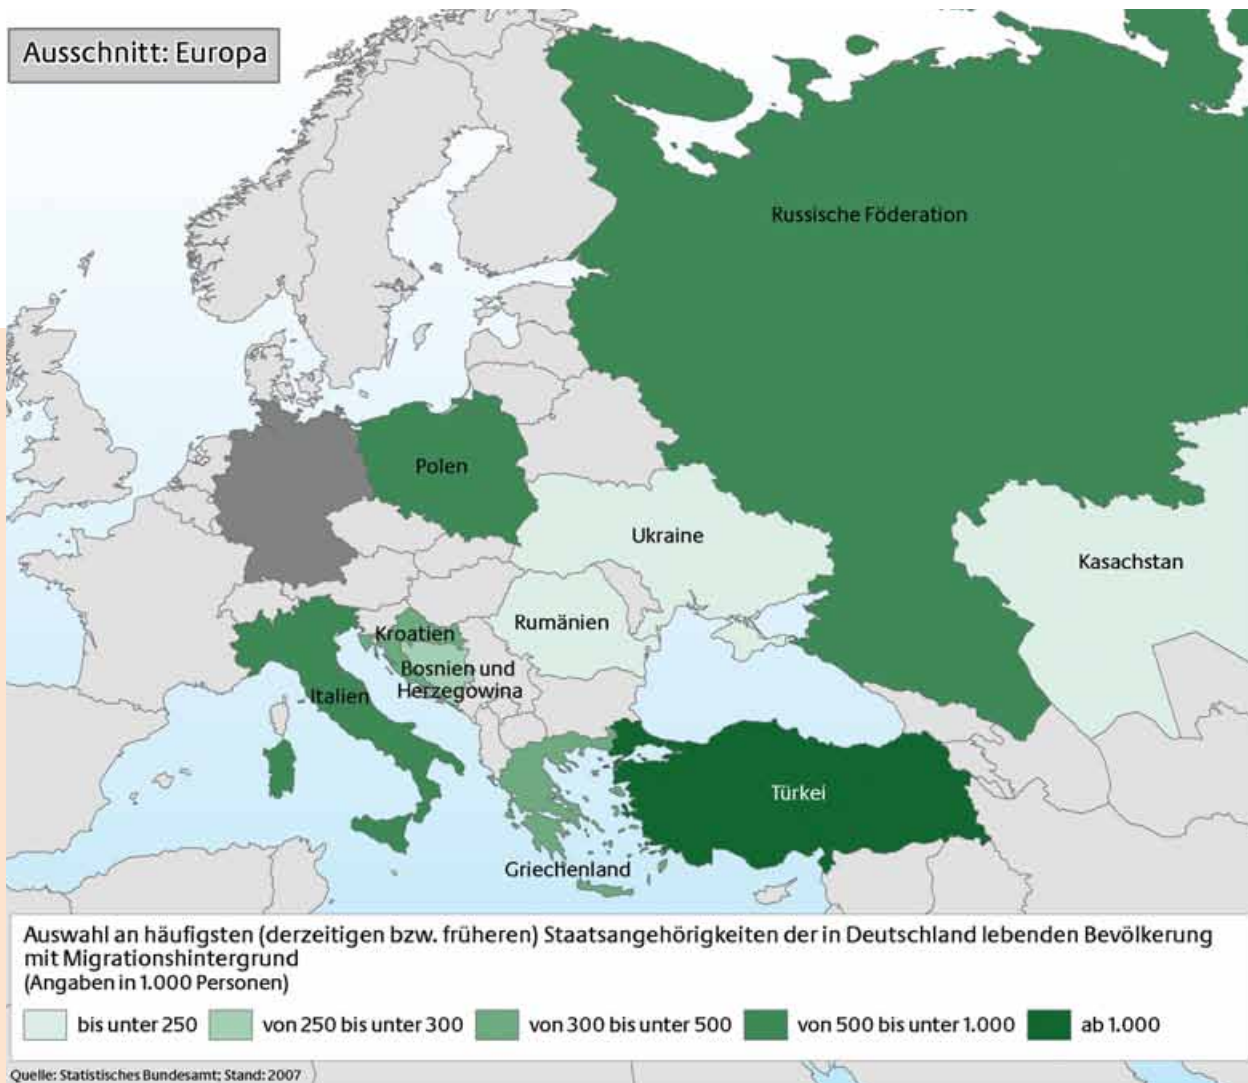 Ausschnitt: Europa
Russische Föderation
Polen
Ukraine
Kasachstan
Rumänien
Kroatien
Bosnien und
Herzegowina
Italien
Türkei
Griechenland
Auswahl an häufigsten (derzeitigen bzw. früheren) Staatsangehörigkeiten der in Deutschland lebenden Bevölkerung
mit Migrationshintergrund
(Angaben in 1.000 Personen)
bis unter 250 von 250 bis unter 300 von 300 bis unter 500 von 500 bis unter 1.000 ab 1.000
Quelle: Statistisches Bundesamt; Stand: 2007